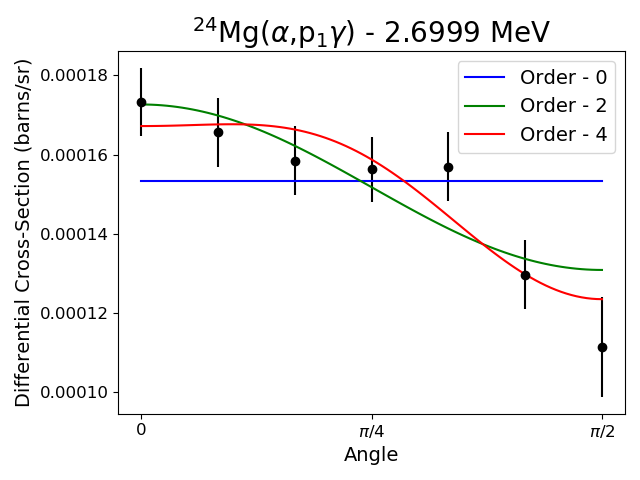 ²⁴Mg(α,p₁γ) - 2.6999 MeV
Order - 0
Order - 2
Order - 4
Differential Cross-Section (barns/sr)
0.00018
0.00016
0.00014
0.00012
0.00010
0 π/4 π/2
Angle